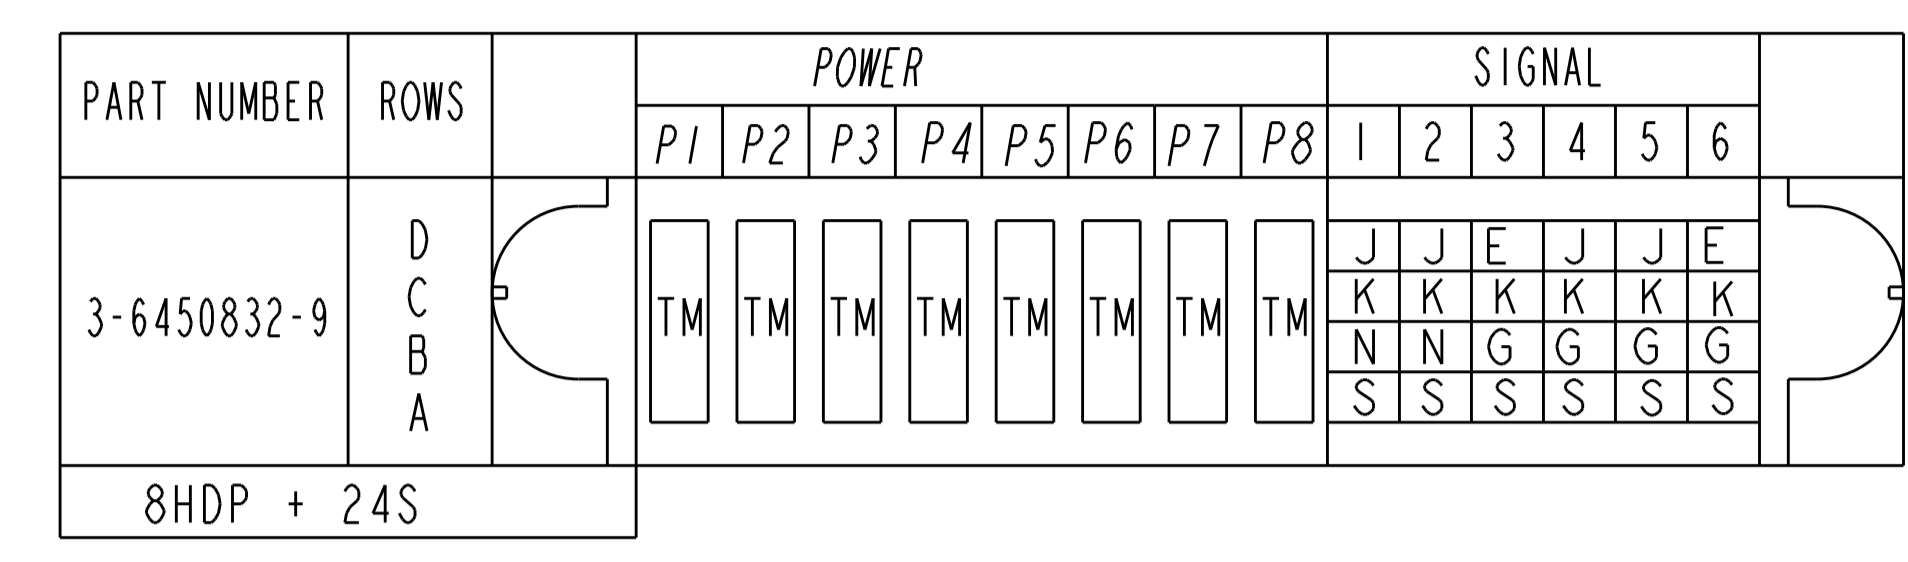 POWER SIGNAL
PART NUMBER ROWS
P1 P2 P3 P4 P5 P6 P7 P8 1 2 3 4 5 6
D J J E J J E
C K K K K K K
3-6450832-9 TM TM TM TM TM TM TM TM
B N N G G G G
A S S S S S S
8HDP + 24S